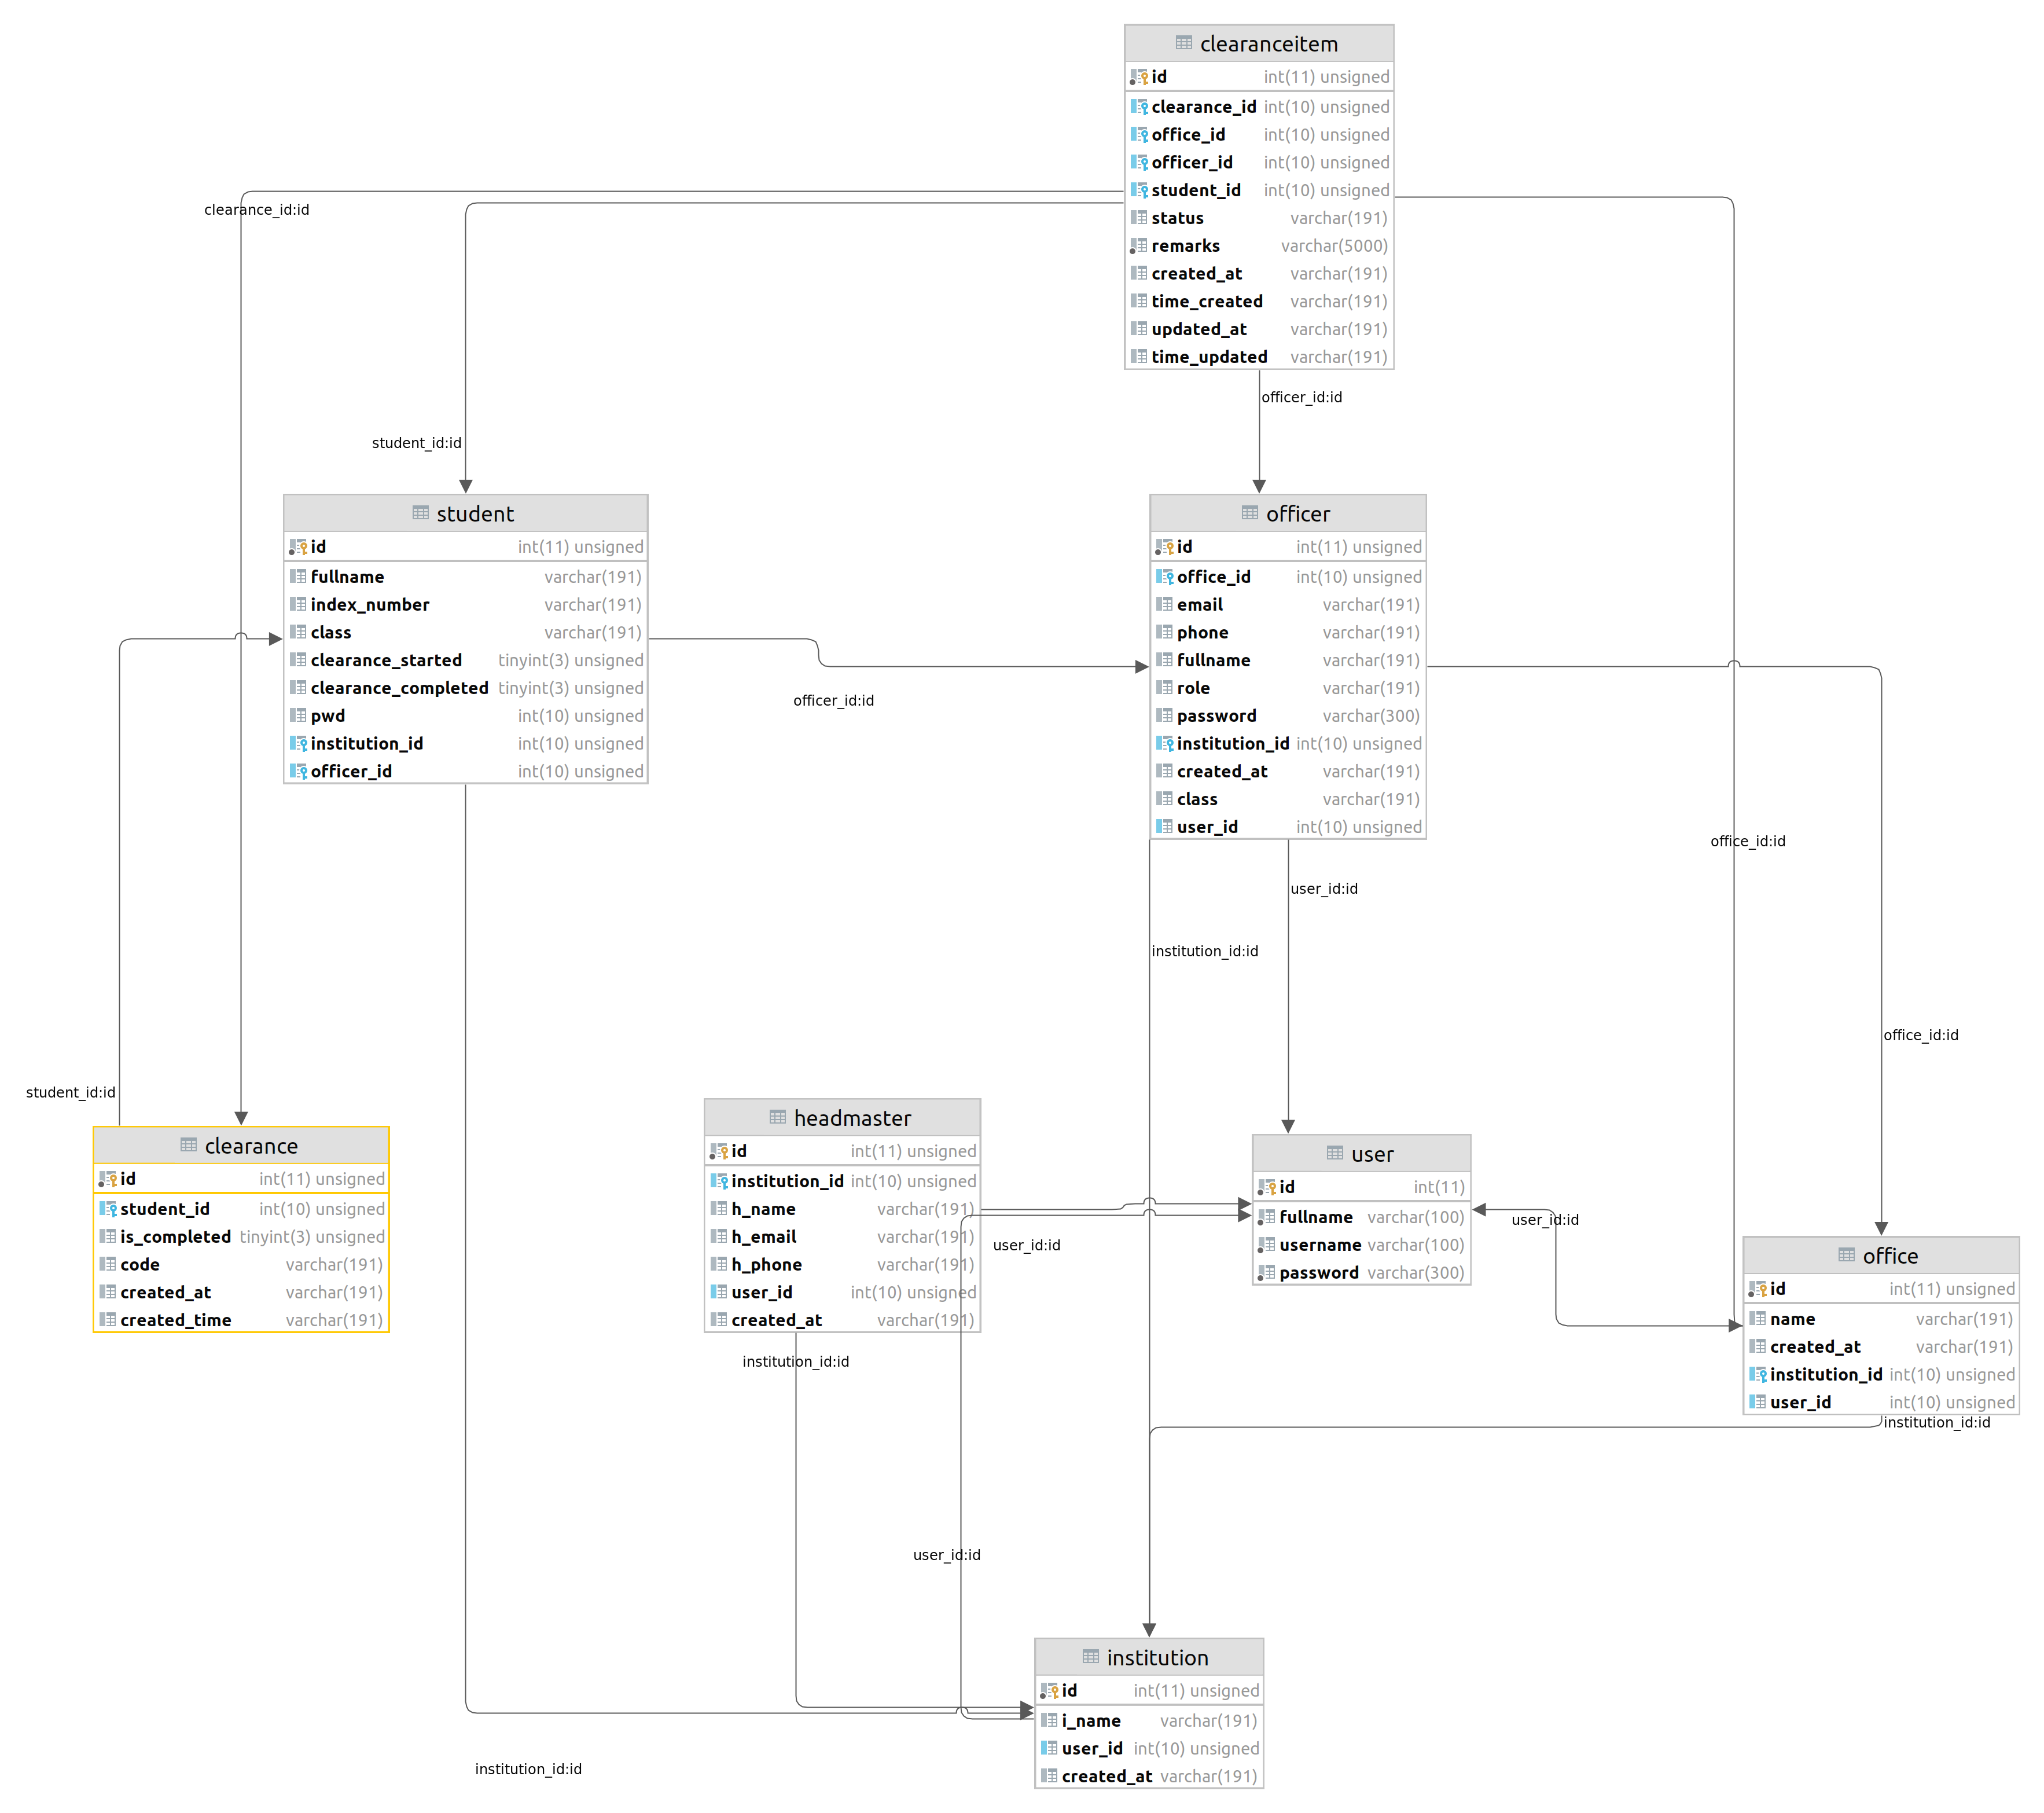 clearanceitem
id int(11) unsigned
clearance_id int(10) unsigned
office_id int(10) unsigned
officer_id int(10) unsigned
student_id int(10) unsigned
status varchar(191)
remarks varchar(5000)
created_at varchar(191)
time_created varchar(191)
updated_at varchar(191)
time_updated varchar(191)
clearance_id:id
officer_id:id
student_id:id
student
id int(11) unsigned
fullname varchar(191)
index_number varchar(191)
class varchar(191)
clearance_started tinyint(3) unsigned
clearance_completed tinyint(3) unsigned
pwd int(10) unsigned
institution_id int(10) unsigned
officer_id int(10) unsigned
officer_id:id
officer
id int(11) unsigned
office_id int(10) unsigned
email varchar(191)
phone varchar(191)
fullname varchar(191)
role varchar(191)
password varchar(300)
institution_id int(10) unsigned
created_at varchar(191)
class varchar(191)
user_id int(10) unsigned
office_id:id
user_id:id
institution_id:id
office_id:id
student_id:id
clearance
id int(11) unsigned
student_id int(10) unsigned
is_completed tinyint(3) unsigned
code varchar(191)
created_at varchar(191)
created_time varchar(191)
headmaster
id int(11) unsigned
institution_id int(10) unsigned
h_name varchar(191)
h_email varchar(191)
h_phone varchar(191)
user_id int(10) unsigned
created_at varchar(191)
user_id:id
user
id int(11)
fullname varchar(100)
username varchar(100)
password varchar(300)
user_id:id
office
id int(11) unsigned
name varchar(191)
created_at varchar(191)
institution_id int(10) unsigned
user_id int(10) unsigned
institution_id:id
institution_id:id
user_id:id
institution
id int(11) unsigned
i_name varchar(191)
user_id int(10) unsigned
created_at varchar(191)
institution_id:id